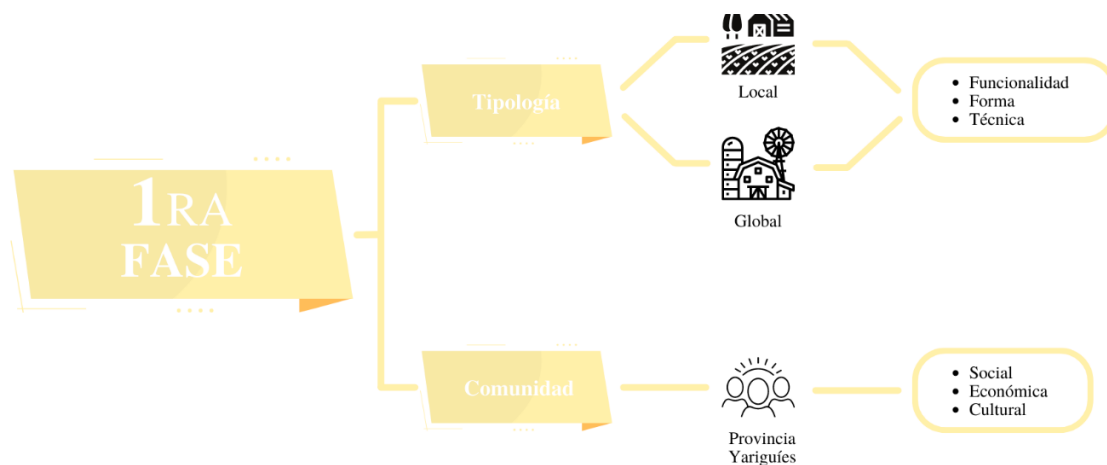 1RA
FASE
Tipología
Local
Global
• Funcionalidad
• Forma
• Técnica
Comunidad
Provincia
Yariguíes
• Social
• Económica
• Cultural